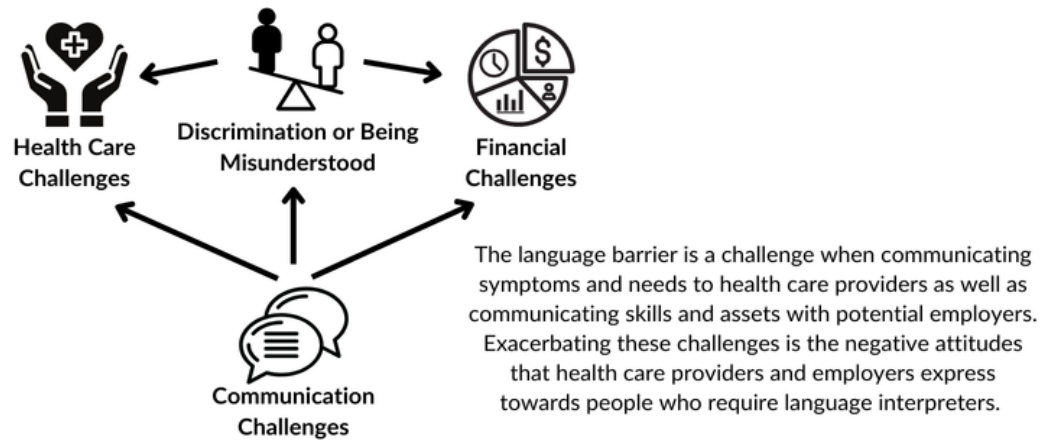 Health Care
Challenges
Discrimination or Being
Misunderstood
$
Financial
Challenges
Communication
Challenges
The language barrier is a challenge when communicating
symptoms and needs to health care providers as well as
communicating skills and assets with potential employers.
Exacerbating these challenges is the negative attitudes
that health care providers and employers express
towards people who require language interpreters.